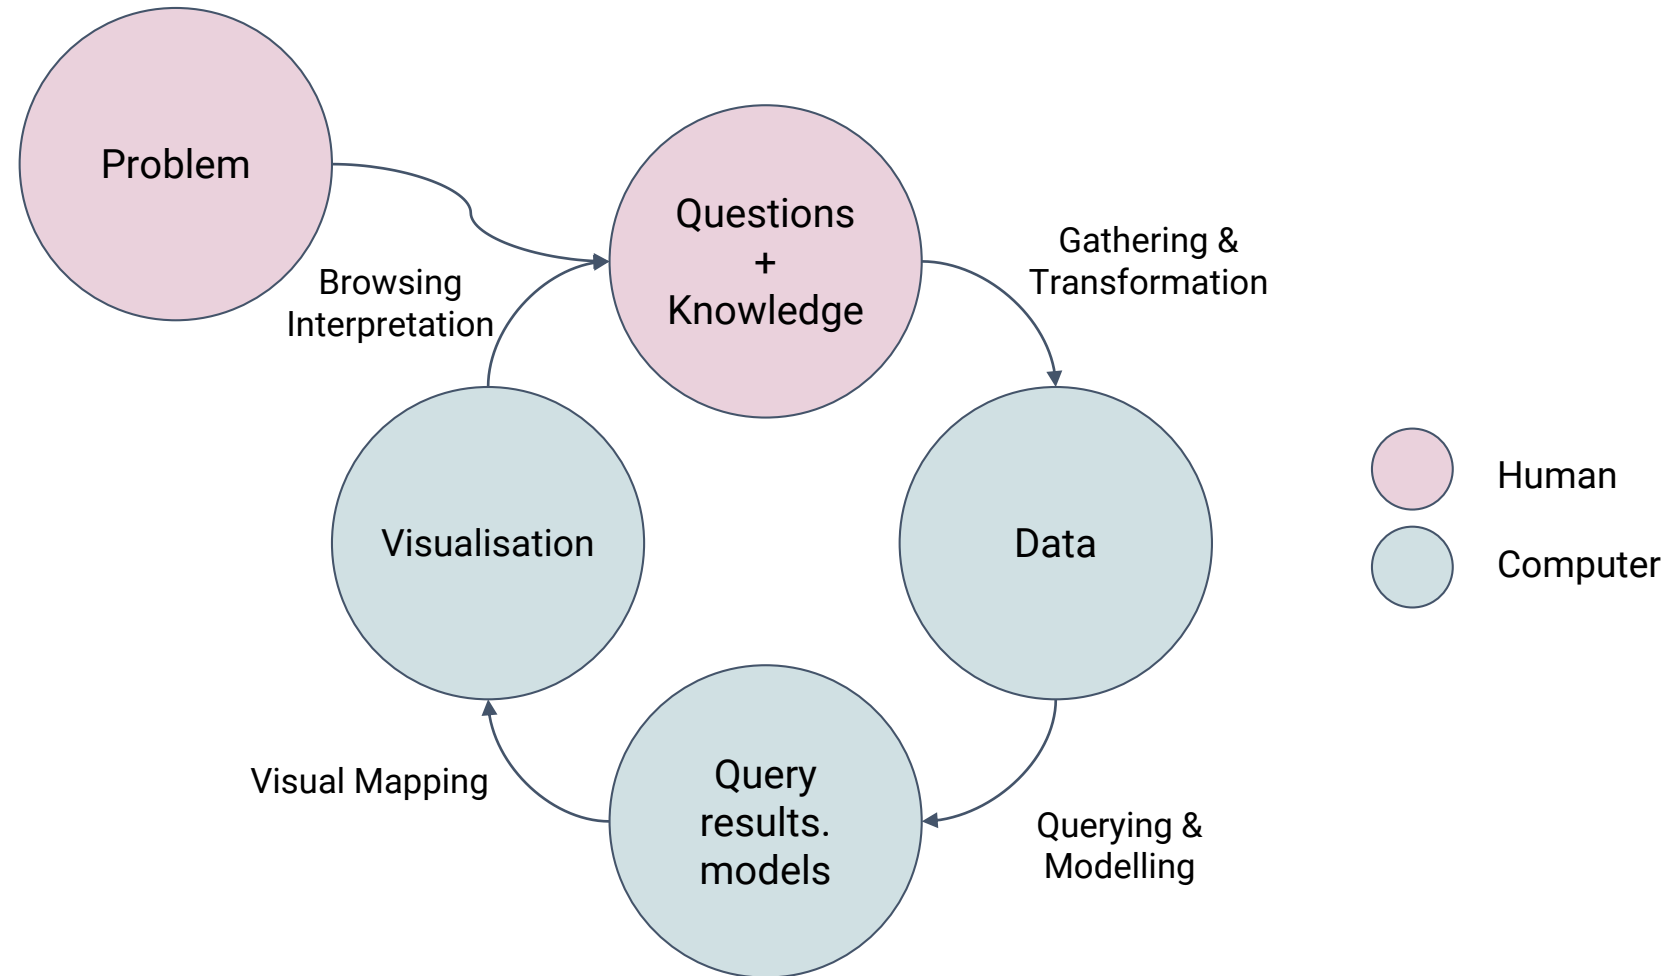 Problem
Questions
+
Knowledge
Gathering &
Transformation
Browsing
Interpretation
Visualisation
Data
Human
Computer
Visual Mapping
Query
results.
models
Querying &
Modelling